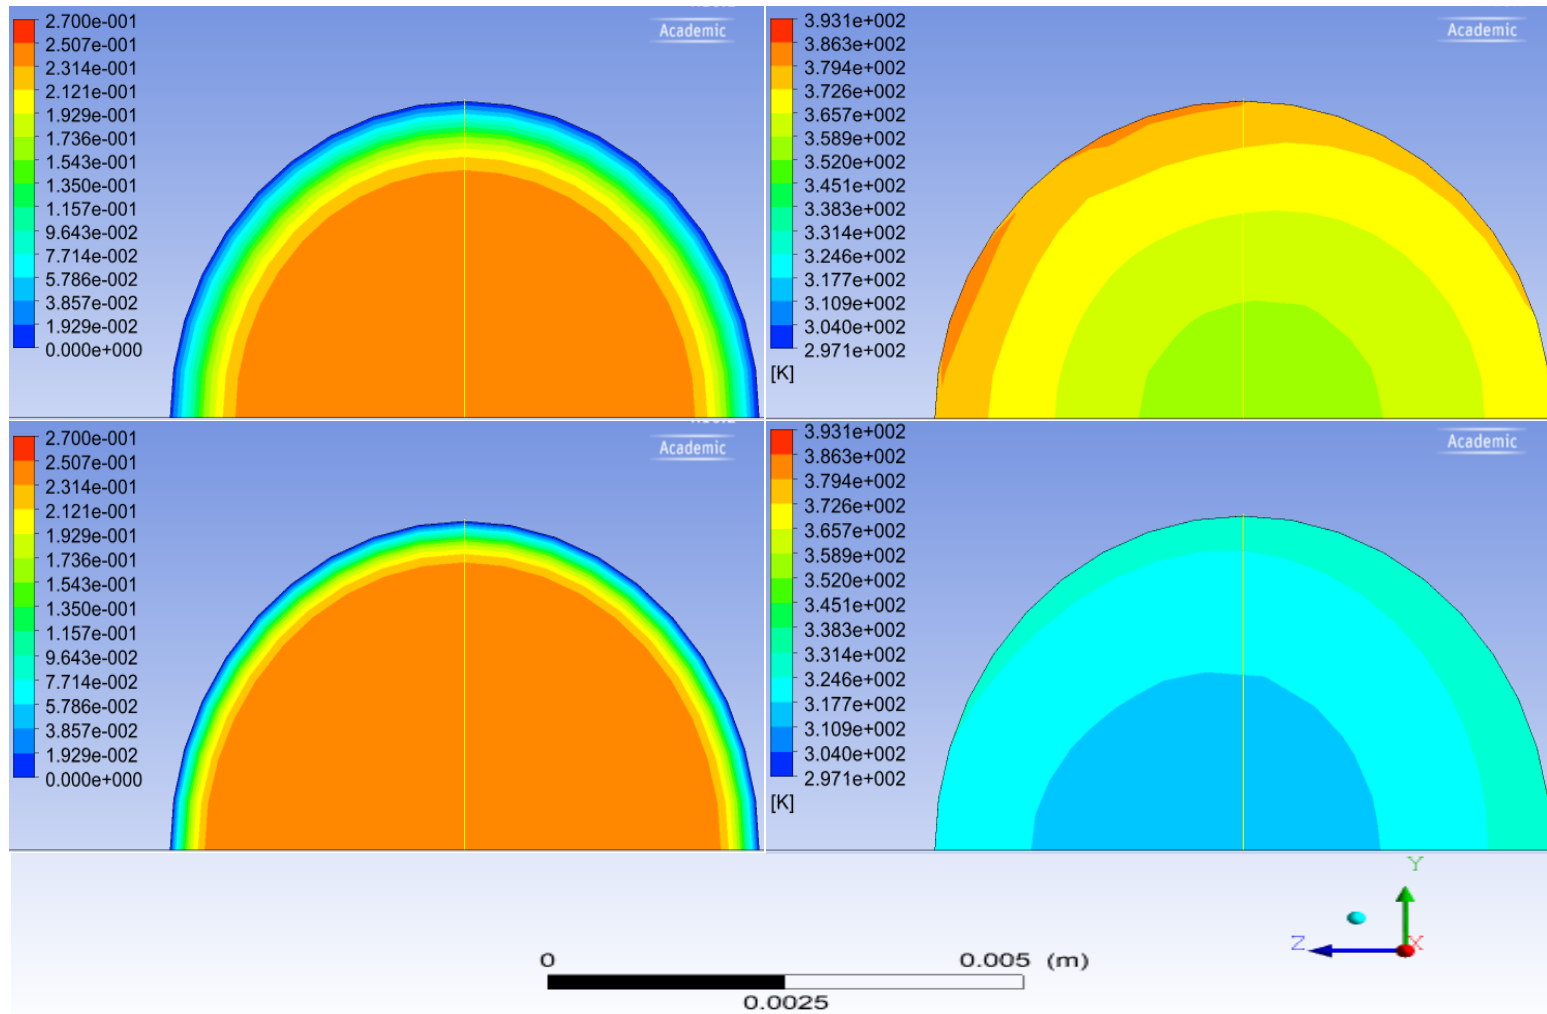 2.700e-001
2.507e-001
2.314e-001
2.121e-001
1.929e-001
1.736e-001
1.543e-001
1.350e-001
1.157e-001
9.643e-002
7.714e-002
5.786e-002
3.857e-002
1.929e-002
0.000e+000
Academic
3.931e+002
3.863e+002
3.794e+002
3.726e+002
3.657e+002
3.589e+002
3.520e+002
3.451e+002
3.383e+002
3.314e+002
3.246e+002
3.177e+002
3.109e+002
3.040e+002
2.971e+002
[K]
Academic
2.700e-001
2.507e-001
2.314e-001
2.121e-001
1.929e-001
1.736e-001
1.543e-001
1.350e-001
1.157e-001
9.643e-002
7.714e-002
5.786e-002
3.857e-002
1.929e-002
0.000e+000
Academic
3.931e+002
3.863e+002
3.794e+002
3.726e+002
3.657e+002
3.589e+002
3.520e+002
3.451e+002
3.383e+002
3.314e+002
3.246e+002
3.177e+002
3.109e+002
3.040e+002
2.971e+002
[K]
Academic
Y
Z X
0 0.005 (m)
0.0025